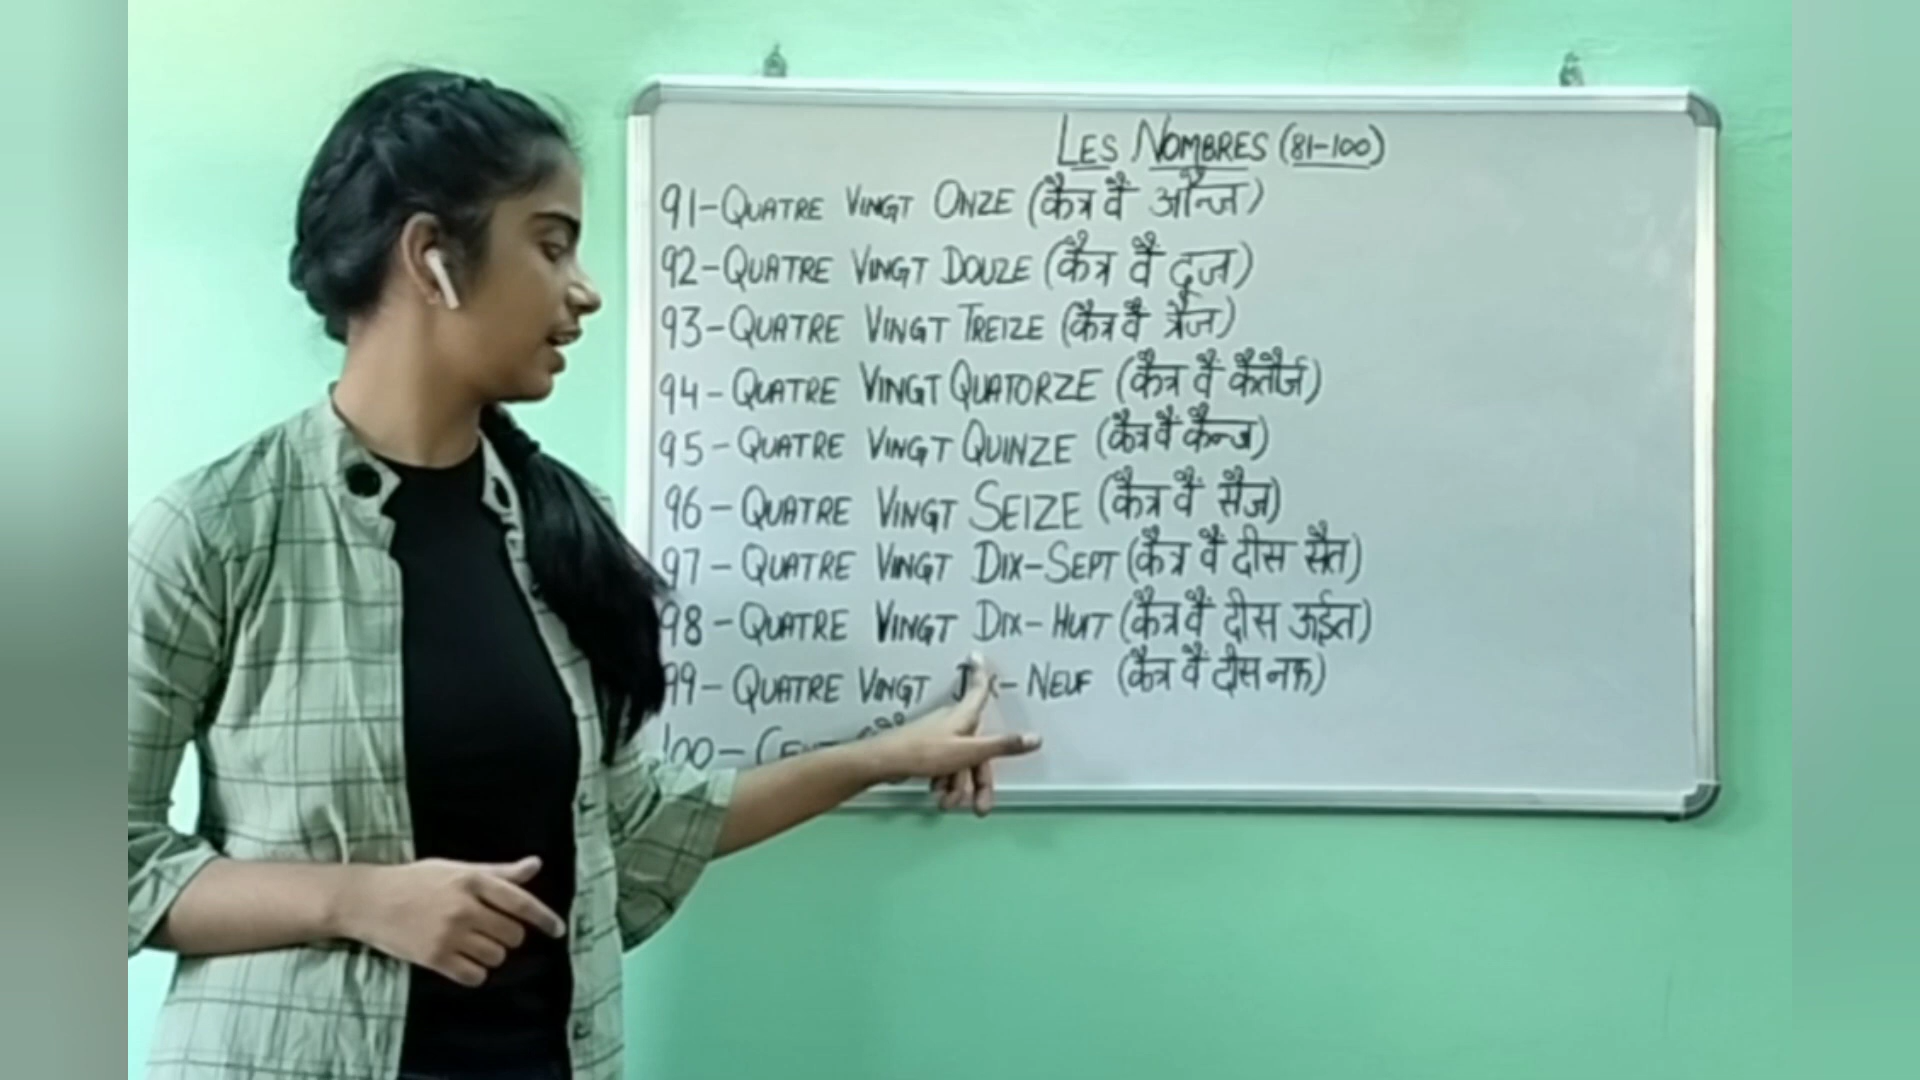 LES NOMBRES (81-100)
91-QUATRE VINGT ONZE (कैत्र वैं ऑन्ज)
92-QUATRE VINGT DOUZE (कैत्र वैं दूज)
93-QUATRE VINGT TREIZE (कैत्र वैं त्रैज)
94-QUATRE VINGT QUATORZE (कैत्र वैं कैतौर्ज)
95-QUATRE VINGT QUINZE (कैत्र वैं कैन्ज)
96-QUATRE VINGT SEIZE (कैत्र वैं सैज)
97-QUATRE VINGT DIX-SEPT (कैत्र वैं दीस सैत)
98-QUATRE VINGT DIX-HUIT (कैत्र वैं दीस ऊईत)
99-QUATRE VINGT DIX-NEUF (कैत्र वैं दीस नफ)
100-CENT